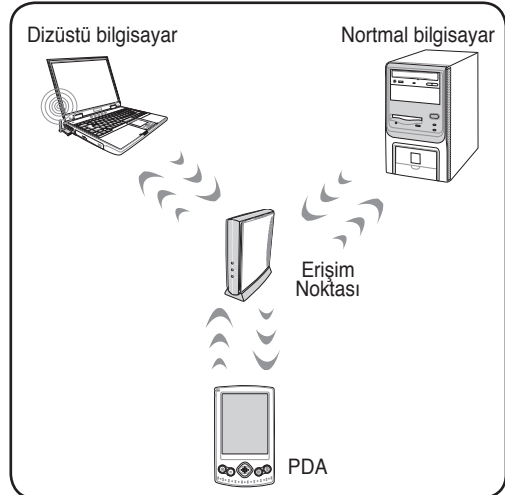 Dizüstü bilgisayar
Nortmal bilgisayar
Erişim
Noktası
PDA